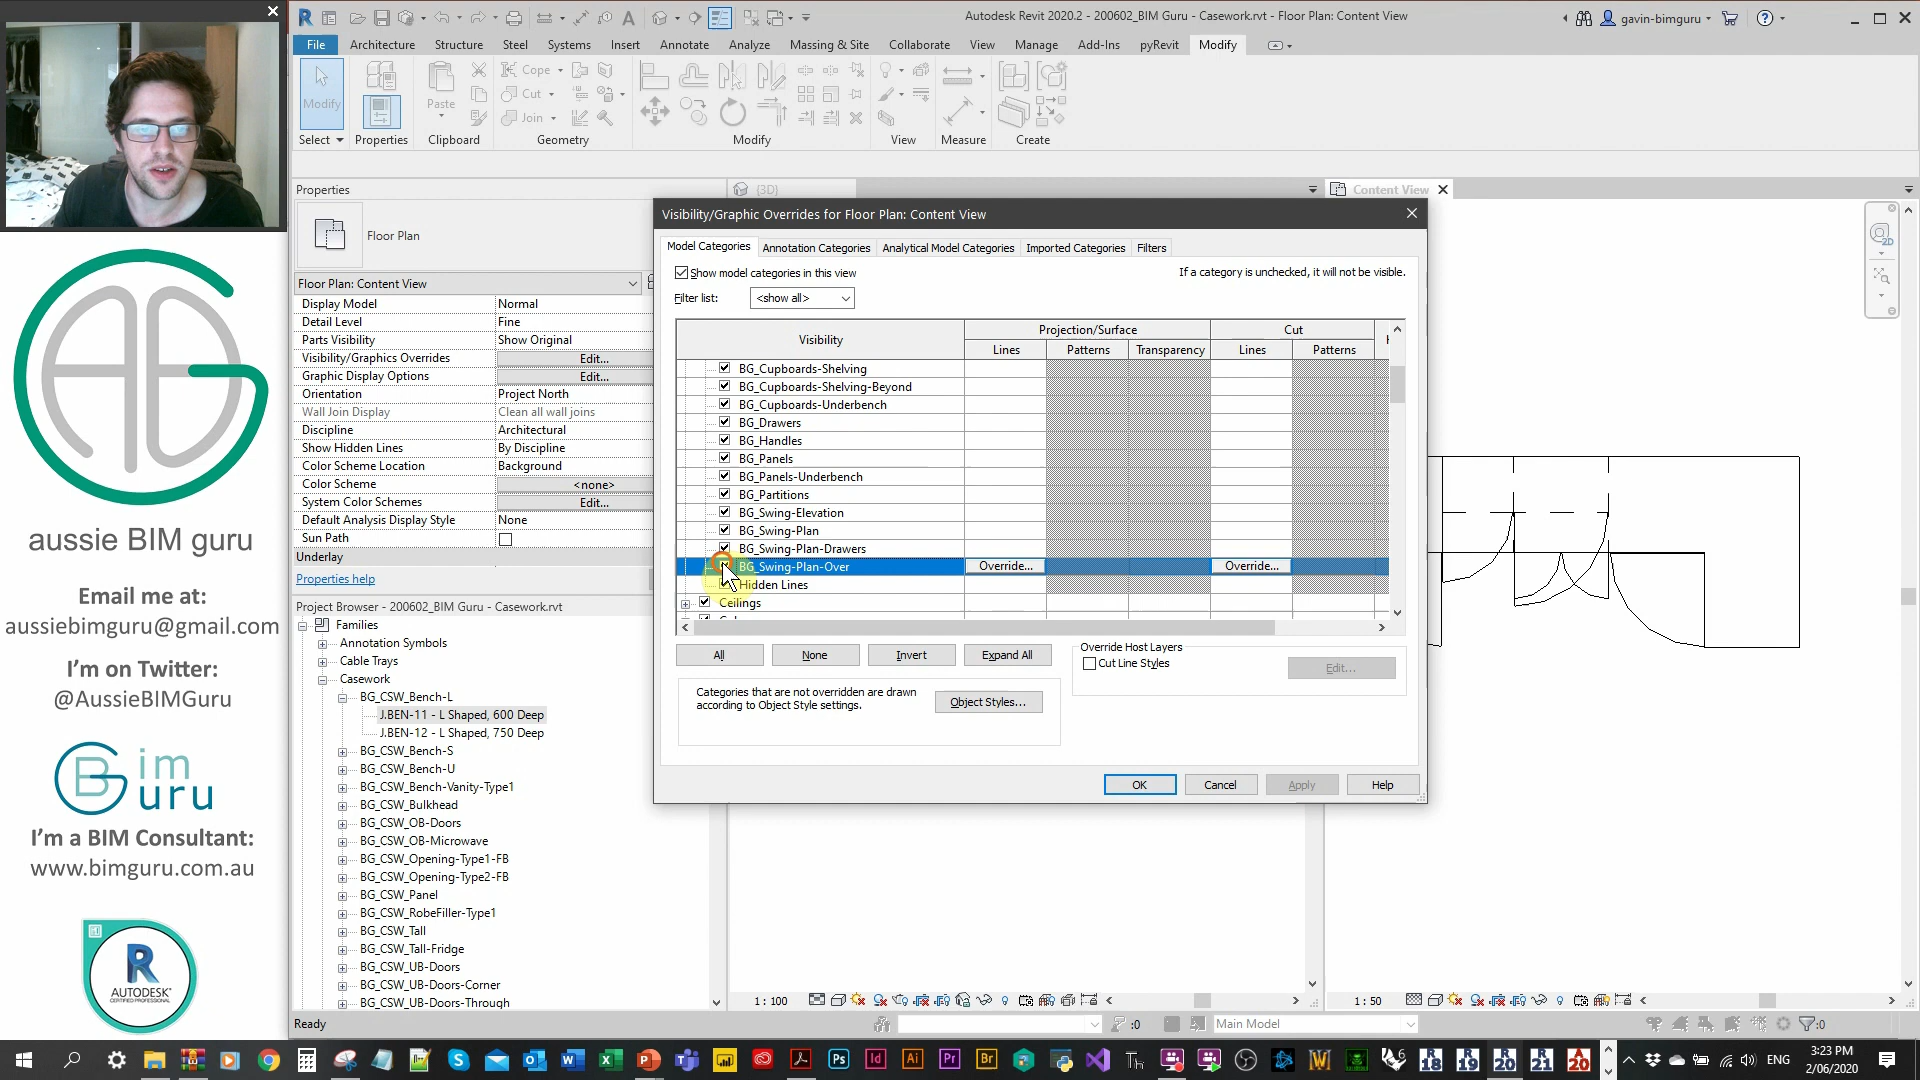 Autodesk Revit 2020.2 - 200602_BIM Guru - Casework.rvt - Floor Plan: Content View
gavin-bimguru
File
Architecture
Structure
Steel
Systems
Insert
Annotate
Analyze
Massing & Site
Collaborate
View
Manage
Add-Ins
pyRevit
Modify
Modify
Paste
Cope
Cut
Join
Select
Properties
Clipboard
Geometry
Modify
View
Measure
Create
Properties
{3D}
Content View
Floor Plan
Floor Plan: Content View
Display Model Normal
Detail Level Fine
Parts Visibility Show Original
Visibility/Graphics Overrides Edit...
Graphic Display Options Edit...
Orientation Project North
Wall Join Display Clean all wall joins
Discipline Architectural
Show Hidden Lines By Discipline
Color Scheme Location Background
Color Scheme <none>
System Color Schemes Edit...
Default Analysis Display Style None
Sun Path
Underlay
Properties help
Project Browser - 200602_BIM Guru - Casework.rvt
Families
Annotation Symbols
Cable Trays
Casework
BG_CSW_Bench-L
J.BEN-11 - L Shaped, 600 Deep
J.BEN-12 - L Shaped, 750 Deep
BG_CSW_Bench-S
BG_CSW_Bench-U
BG_CSW_Bench-Vanity-Type1
BG_CSW_Bulkhead
BG_CSW_OB-Doors
BG_CSW_OB-Microwave
BG_CSW_Opening-Type1-FB
BG_CSW_Opening-Type2-FB
BG_CSW_Panel
BG_CSW_RobeFiller-Type1
BG_CSW_Tall
BG_CSW_Tall-Fridge
BG_CSW_UB-Doors
BG_CSW_UB-Doors-Corner
BG_CSW_UB-Doors-Through
Visibility/Graphic Overrides for Floor Plan: Content View
Model Categories
Annotation Categories
Analytical Model Categories
Imported Categories
Filters
Show model categories in this view
If a category is unchecked, it will not be visible.
Filter list:
<show all>
Visibility
Projection/Surface
Cut
Lines
Patterns
Transparency
Lines
Patterns
BG_Cupboards-Shelving
BG_Cupboards-Shelving-Beyond
BG_Cupboards-Underbench
BG_Drawers
BG_Handles
BG_Panels
BG_Panels-Underbench
BG_Partitions
BG_Swing-Elevation
BG_Swing-Plan
BG_Swing-Plan-Drawers
BG_Swing-Plan-Over Override... Override...
Hidden Lines
Ceilings
All
None
Invert
Expand All
Override Host Layers
Cut Line Styles
Edit...
Categories that are not overridden are drawn
according to Object Style settings.
Object Styles...
OK
Cancel
Apply
Help
2D
1 : 100
1 : 50
Ready
:0
Main Model
:0
ENG
3:23 PM
2/06/2020
aussie BIM guru
Email me at:
aussiebimguru@gmail.com
I'm on Twitter:
@AussieBIMGuru
Bim
Guru
I'm a BIM Consultant:
www.bimguru.com.au
R
AUTODESK
CERTIFIED PROFESSIONAL